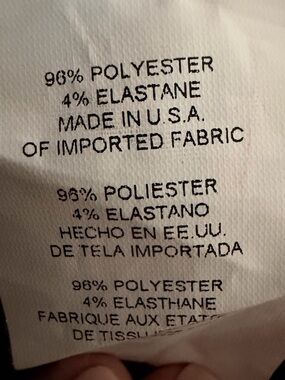 96% POLYESTER
4% ELASTANE
MADE IN U.S.A.
OF IMPORTED FABRIC
96% POLIESTER
4% ELASTANO
HECHO EN EE.UU.
DE TELA IMPORTADA
96% POLYESTER
4% ELASTHANE
FABRIQUE AUX
DE